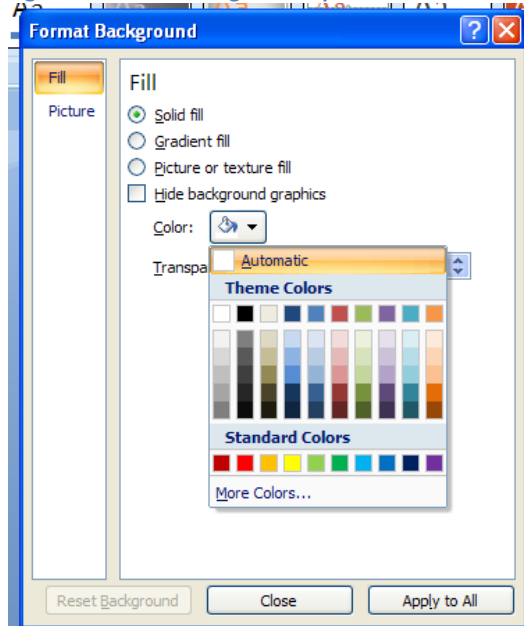 Format Background
Fill
Picture
Fill
Solid fill
Gradient fill
Picture or texture fill
Hide background graphics
Color:
Transpa
Automatic
Theme Colors
Standard Colors
More Colors...
Reset Background
Close
Apply to All